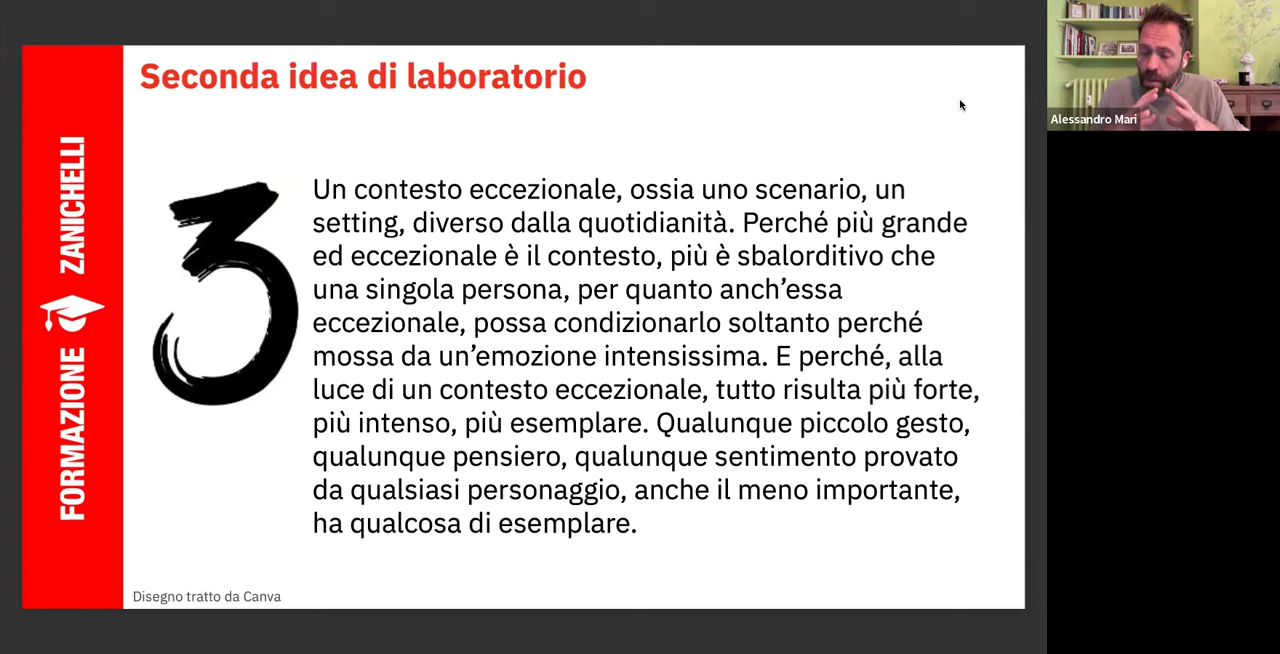 Seconda idea di laboratorio
FORMAZIONE ZANICHELLI
3
Un contesto eccezionale, ossia uno scenario, un
setting, diverso dalla quotidianità. Perché più grande
ed eccezionale è il contesto, più è sbalorditivo che
una singola persona, per quanto anch’essa
eccezionale, possa condizionarlo soltanto perché
mossa da un’emozione intensissima. E perché, alla
luce di un contesto eccezionale, tutto risulta più forte,
più intenso, più esemplare. Qualunque piccolo gesto,
qualunque pensiero, qualunque sentimento provato
da qualsiasi personaggio, anche il meno importante,
ha qualcosa di esemplare.
Disegno tratto da Canva
Alessandro Mari